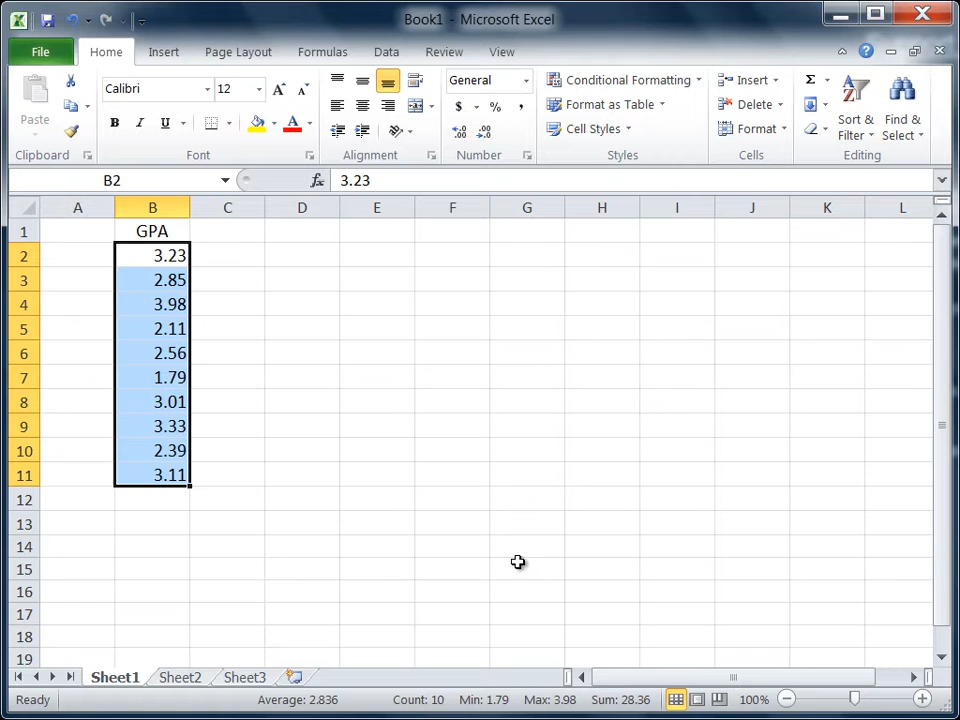 Book1 - Microsoft Excel
File Home Insert Page Layout Formulas Data Review View
Paste
Clipboard
Calibri 12 A A
B I U A
Font
Alignment
General
$ % ,
.0 .00 .00 .0
Number
Conditional Formatting
Format as Table
Cell Styles
Styles
Insert
Delete
Format
Cells
Σ
Sort & Filter
Find & Select
Editing
B2 fx 3.23
A B C D E F G H I J K L
1 GPA
2 3.23
3 2.85
4 3.98
5 2.11
6 2.56
7 1.79
8 3.01
9 3.33
10 2.39
11 3.11
12
13
14
15
16
17
18
19
Sheet1 Sheet2 Sheet3
Ready Average: 2.836 Count: 10 Min: 1.79 Max: 3.98 Sum: 28.36 100%